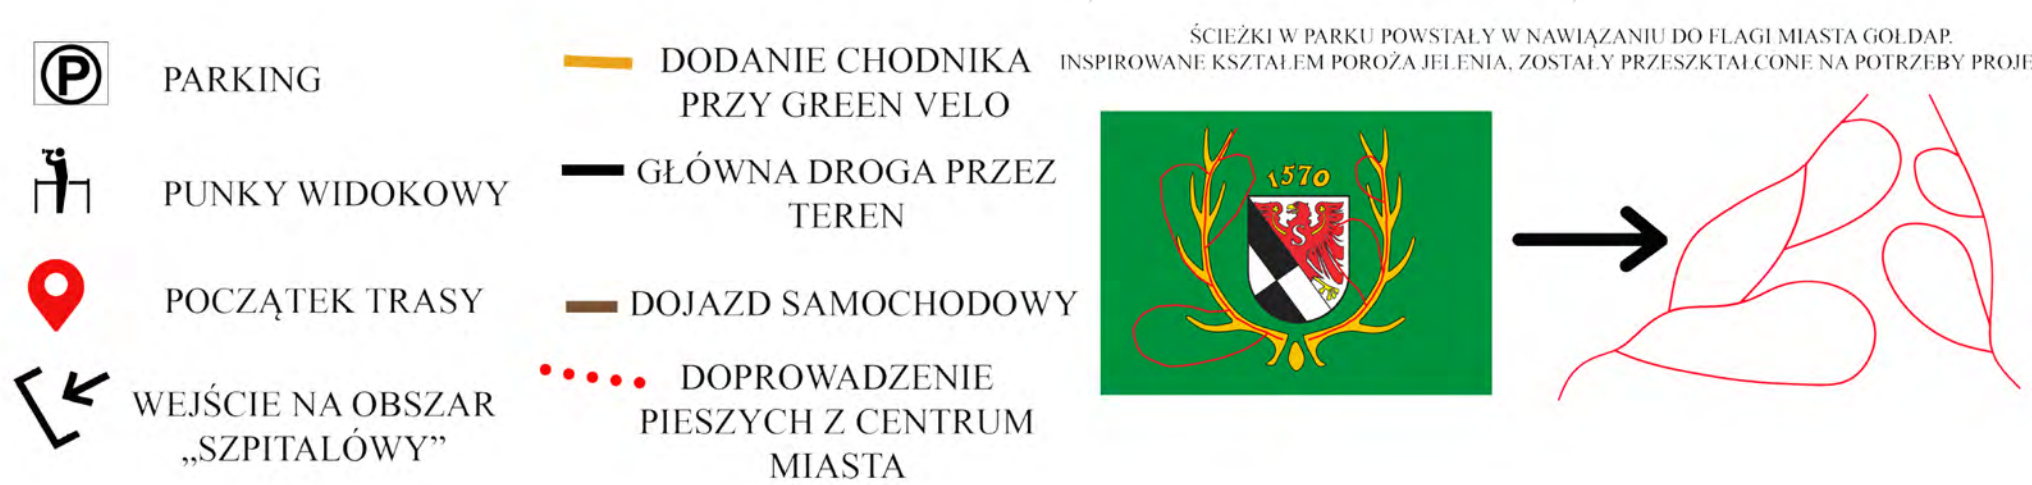 PARKING
PUNKY WIDOKOWY
POCZĄTEK TRASY
WEJŚCIE NA OBSZAR
„SZPITALÓWY”
DODANIE CHODNIKA
PRZY GREEN VELO
GŁÓWNA DROGA PRZEZ
TEREN
DOJAZD SAMOCHODOWY
DOPROWADZENIE
PIESZYCH Z CENTRUM
MIASTA
ŚCIEŻKI W PARKU POWSTAŁY W NAWIĄZANIU DO FLAGI MIASTA GOŁDAP.
INSPIROWANE KSZTAŁEM POROŻA JELENIA, ZOSTAŁY PRZESZKTAŁCONE NA POTRZEBY PROJE
1570
S
P